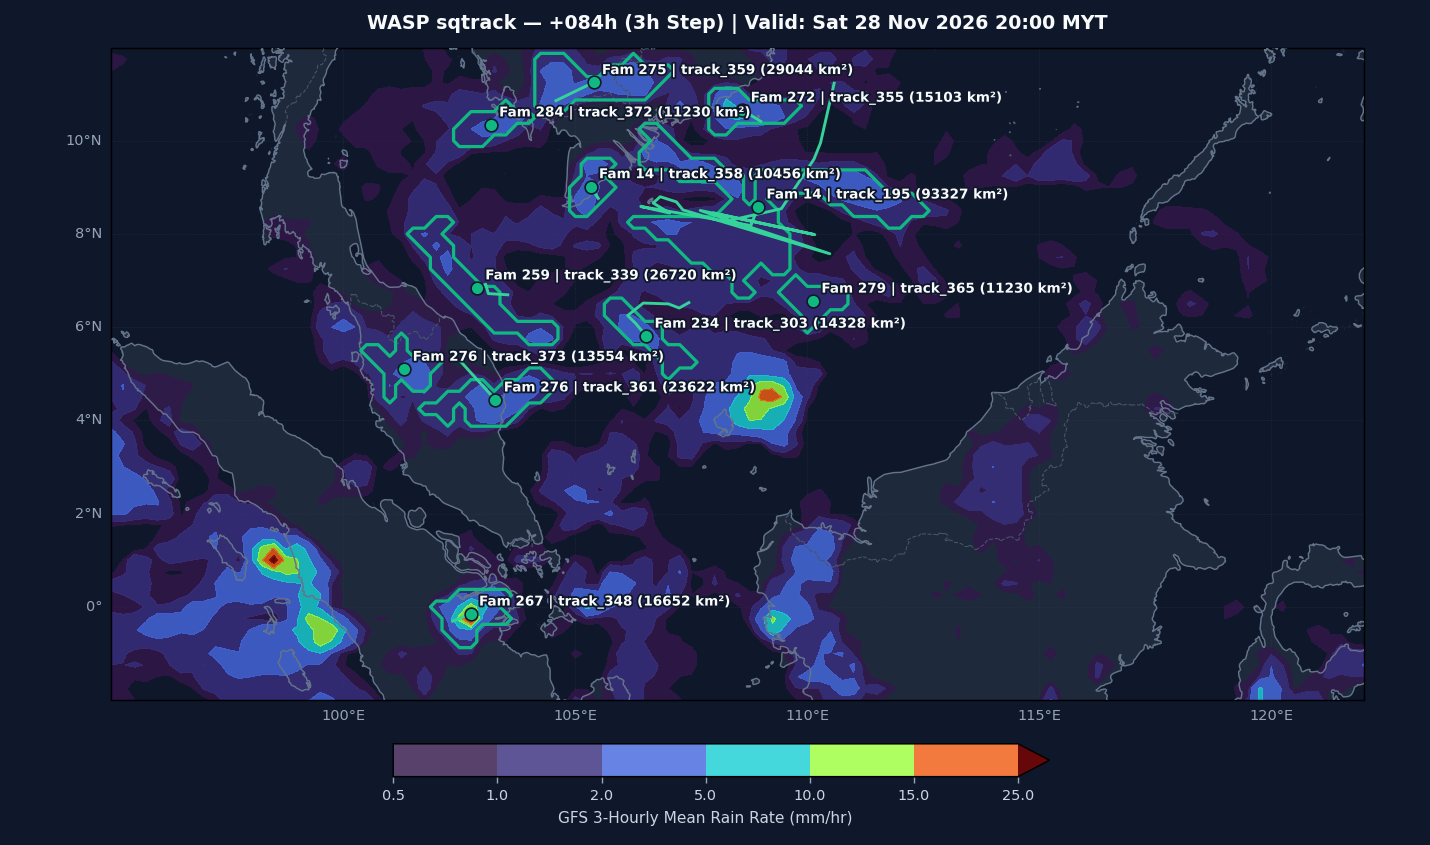 WASP sqtrack — +084h (3h Step) | Valid: Sat 28 Nov 2026 20:00 MYT
Fam 275 | track_359 (29044 km²)
Fam 272 | track_355 (15103 km²)
Fam 284 | track_372 (11230 km²)
10°N
Fam 14 | track_358 (10456 km²)
Fam 14 | track_195 (93327 km²)
8°N
Fam 259 | track_339 (26720 km²)
Fam 279 | track_365 (11230 km²)
6°N
Fam 234 | track_303 (14328 km²)
Fam 276 | track_373 (13554 km²)
Fam 276 | track_361 (23622 km²)
4°N
2°N
0°
Fam 267 | track_348 (16652 km²)
100°E 105°E 110°E 115°E 120°E
0.5 1.0 2.0 5.0 10.0 15.0 25.0
GFS 3-Hourly Mean Rain Rate (mm/hr)